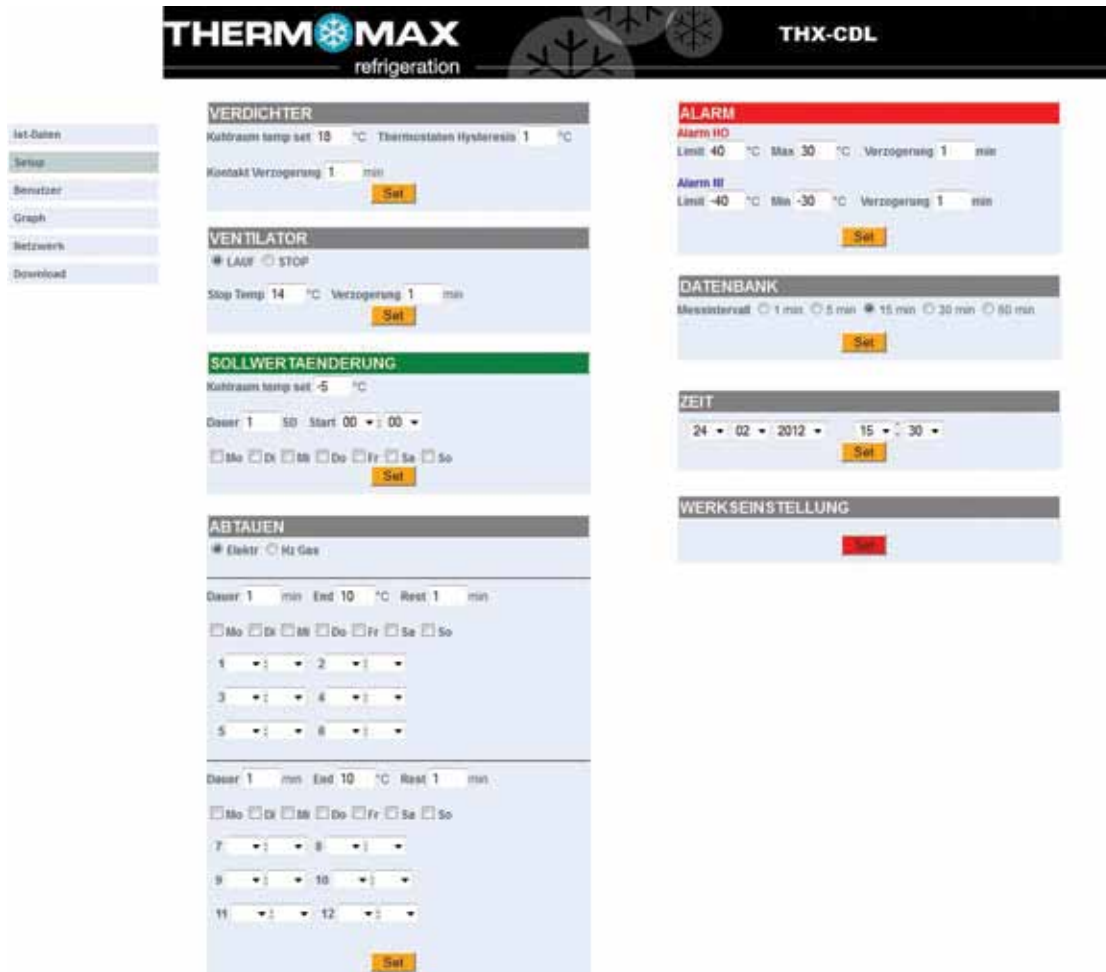 THERMOMAX
refrigeration
THX-CDL
Ist-Daten
Setup
Benutzer
Graph
Netzwerk
Download
VERDICHTER
Kuhlraum temp set 18 °C Thermostaten Hysteresis 1 °C
Kontakt Verzogerung 1 min
Set
VENTILATOR
LAUF STOP
Stop Temp 14 °C Verzogerung 1 min
Set
SOLLWERTAENDERUNG
Kuhlraum temp set -5 °C
Dauer 1 SD Start 00 : 00
Mo Di Mi Do Fr Sa So
Set
ABTAUEN
Elektr Hz Gas
Dauer 1 min End 10 °C Rest 1 min
Mo Di Mi Do Fr Sa So
1 : 2 :
3 : 4 :
5 : 6 :
Dauer 1 min End 10 °C Rest 1 min
Mo Di Mi Do Fr Sa So
7 : 8 :
9 : 10 :
11 : 12 :
Set
ALARM
Alarm
Limit 40 °C Max 30 °C Verzogerung 1 min
Alarm
Limit -40 °C Min -30 °C Verzogerung 1 min
Set
DATENBANK
Messintervall 1 min 5 min 15 min 30 min 60 min
Set
ZEIT
24 02 2012 15 : 30
Set
WERKSEINSTELLUNG
Set